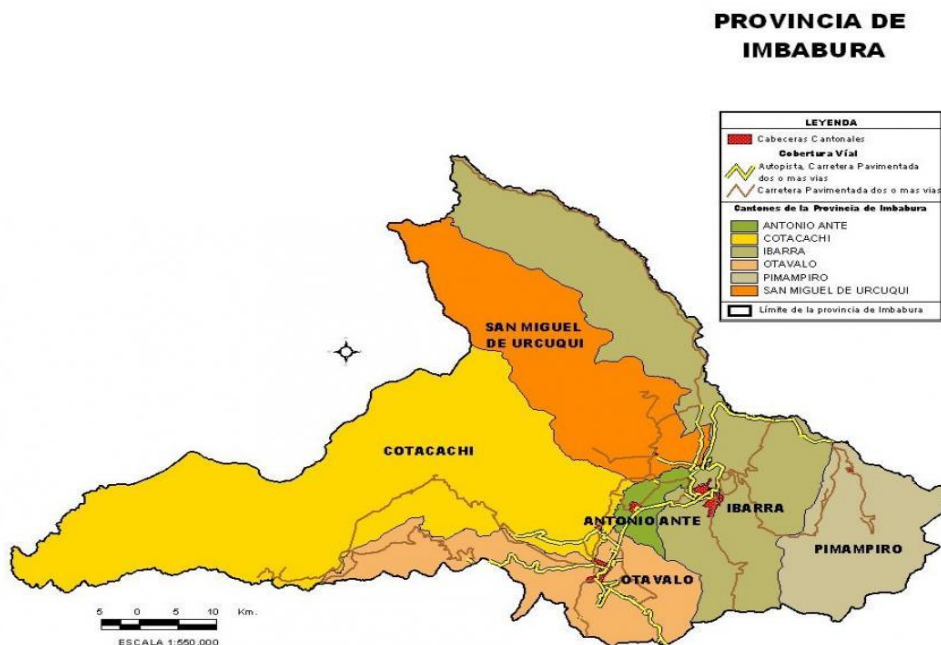 PROVINCIA DE
IMBABURA
LEYENDA
Cabeceras Cantonales
Cobertura Víal
Autopista, Carretera Pavimentada
dos o mas vias
Carretera Pavimentada dos o mas vias
Cantones de la Provincia de Imbabura
ANTONIO ANTE
COTACACHI
IBARRA
OTAVALO
PIMAMPIRO
SAN MIGUEL DE URCUQUI
Límite de la provincia de Imbabura
SAN MIGUEL
DE URCUQUI
COTACACHI
ANTONIO ANTE
IBARRA
PIMAMPIRO
OTAVALO
5 0 5 10 Km.
ESCALA 1:550.000